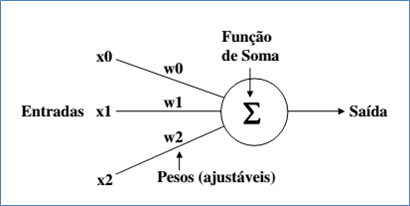 Função
de Soma
x0
w0
Entradas x1
w1
Σ
Saída
w2
x2
Pesos (ajustáveis)